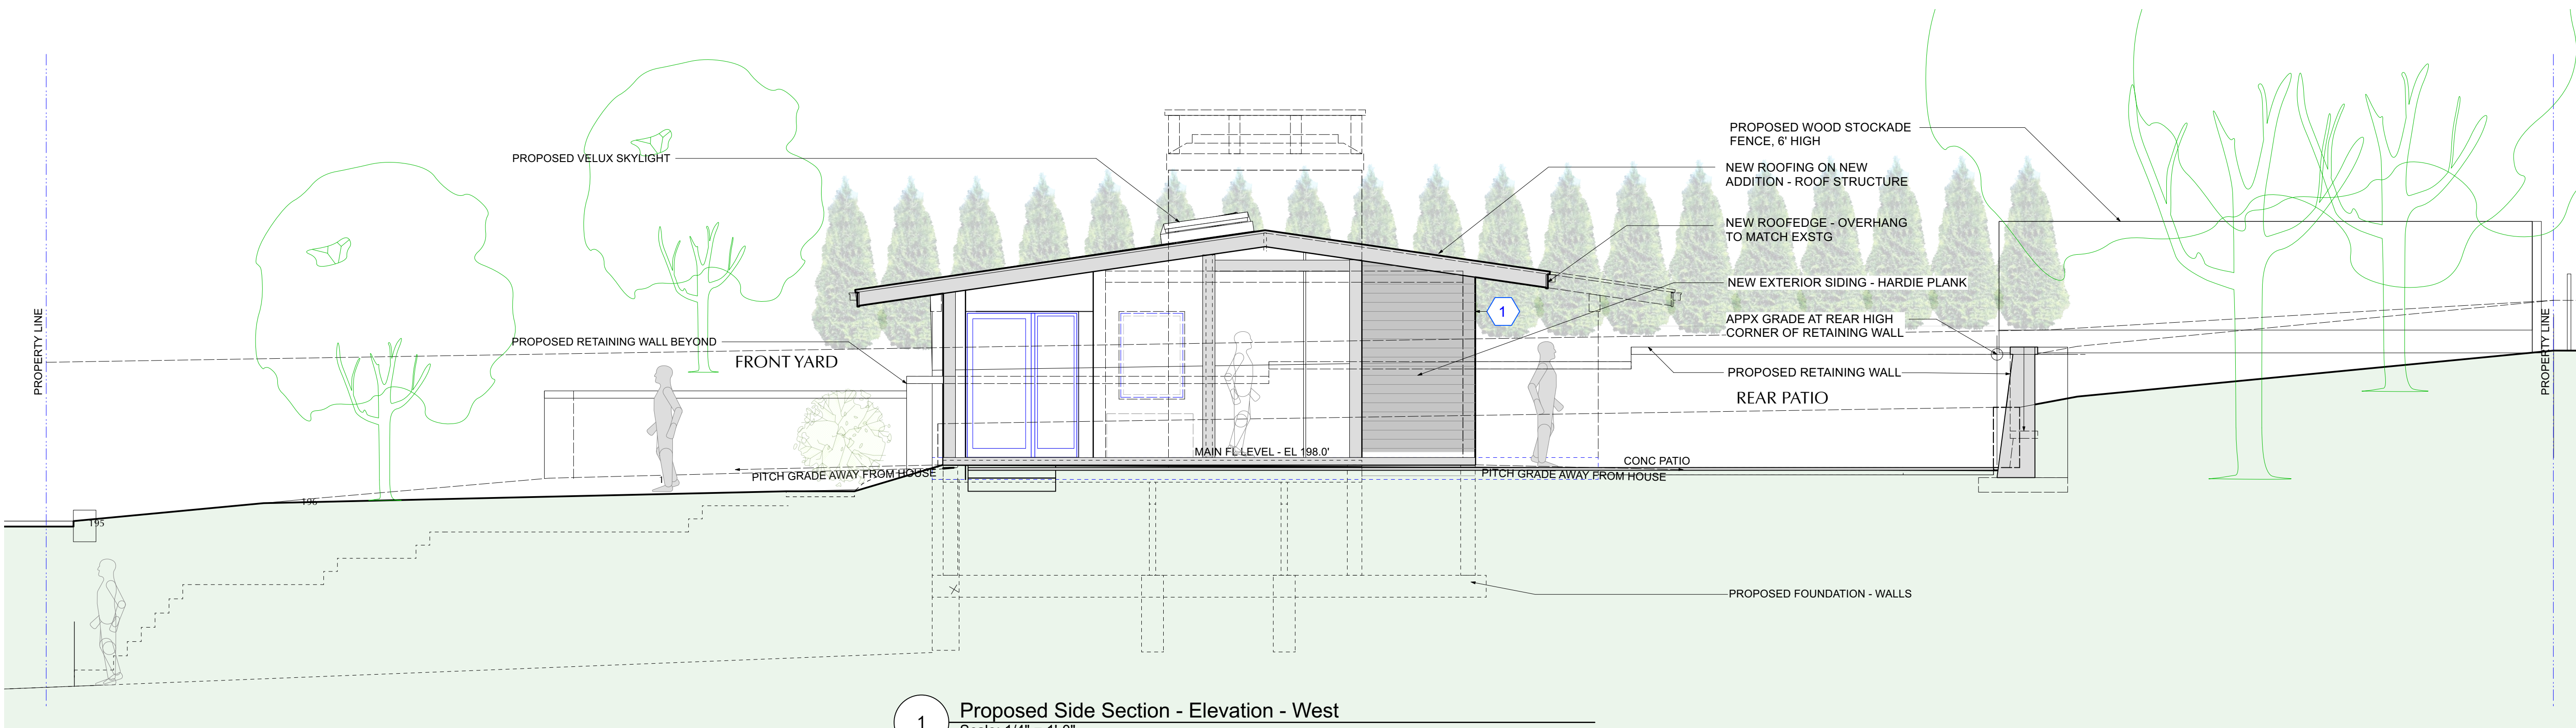 PROPOSED VELUX SKYLIGHT
PROPOSED WOOD STOCKADE
FENCE, 6' HIGH
NEW ROOFING ON NEW
ADDITION - ROOF STRUCTURE
NEW ROOFEDGE - OVERHANG
TO MATCH EXSTG
NEW EXTERIOR SIDING - HARDIE PLANK
1
APPX GRADE AT REAR HIGH
CORNER OF RETAINING WALL
PROPERTY LINE
PROPERTY LINE
PROPOSED RETAINING WALL BEYOND
FRONT YARD
PROPOSED RETAINING WALL
REAR PATIO
MAIN FL LEVEL - EL 198.0'
CONC PATIO
PITCH GRADE AWAY FROM HOUSE
PITCH GRADE AWAY FROM HOUSE
196
195
PROPOSED FOUNDATION - WALLS
1
Proposed Side Section - Elevation - West